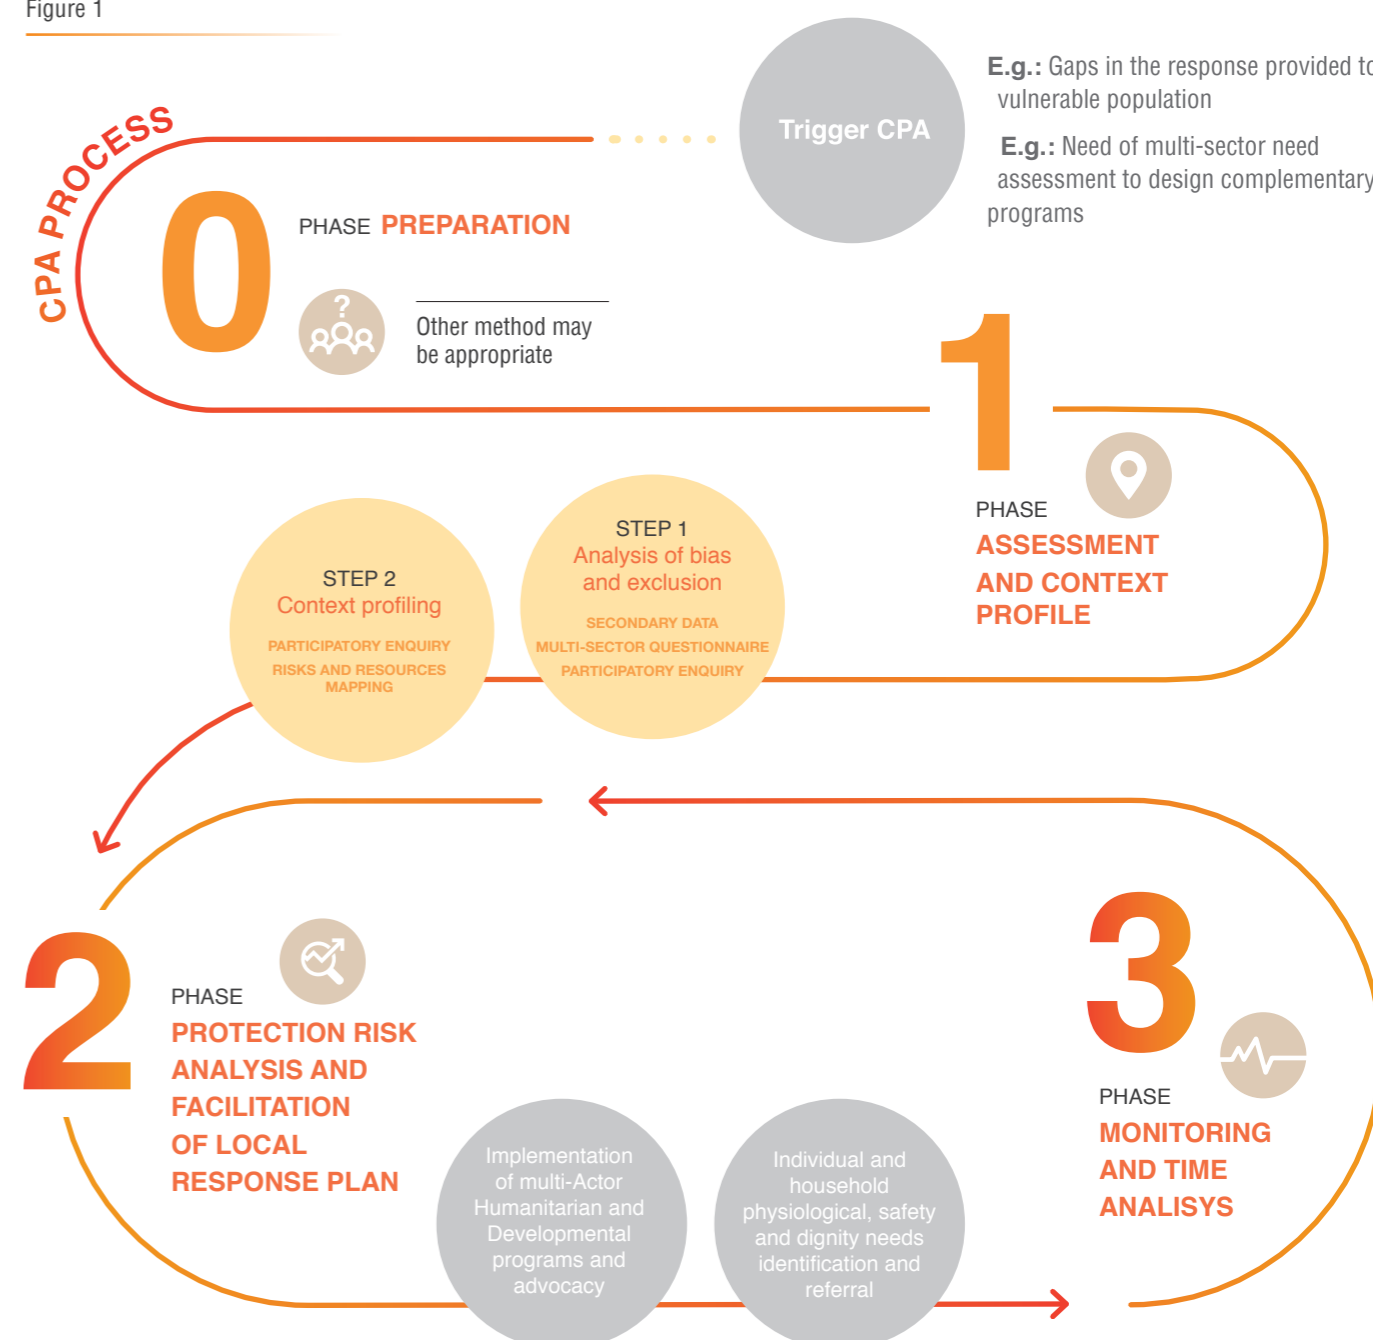 Figure 1
CPA PROCESS
Trigger CPA
E.g.: Gaps in the response provided to
vulnerable population
E.g.: Need of multi-sector need
assessment to design complementary
programs
0
PHASE PREPARATION
?
Other method may
be appropriate
1
PHASE
ASSESSMENT
AND CONTEXT
PROFILE
STEP 1
Analysis of bias
and exclusion
SECONDARY DATA
MULTI-SECTOR QUESTIONNAIRE
PARTICIPATORY ENQUIRY
STEP 2
Context profiling
PARTICIPATORY ENQUIRY
RISKS AND RESOURCES
MAPPING
2
PHASE
PROTECTION RISK
ANALYSIS AND
FACILITATION
OF LOCAL
RESPONSE PLAN
Implementation
of multi-Actor
Humanitarian and
Developmental
programs and
advocacy
Individual and
household
physiological, safety
and dignity needs
identification and
referral
3
PHASE
MONITORING
AND TIME
ANALISYS